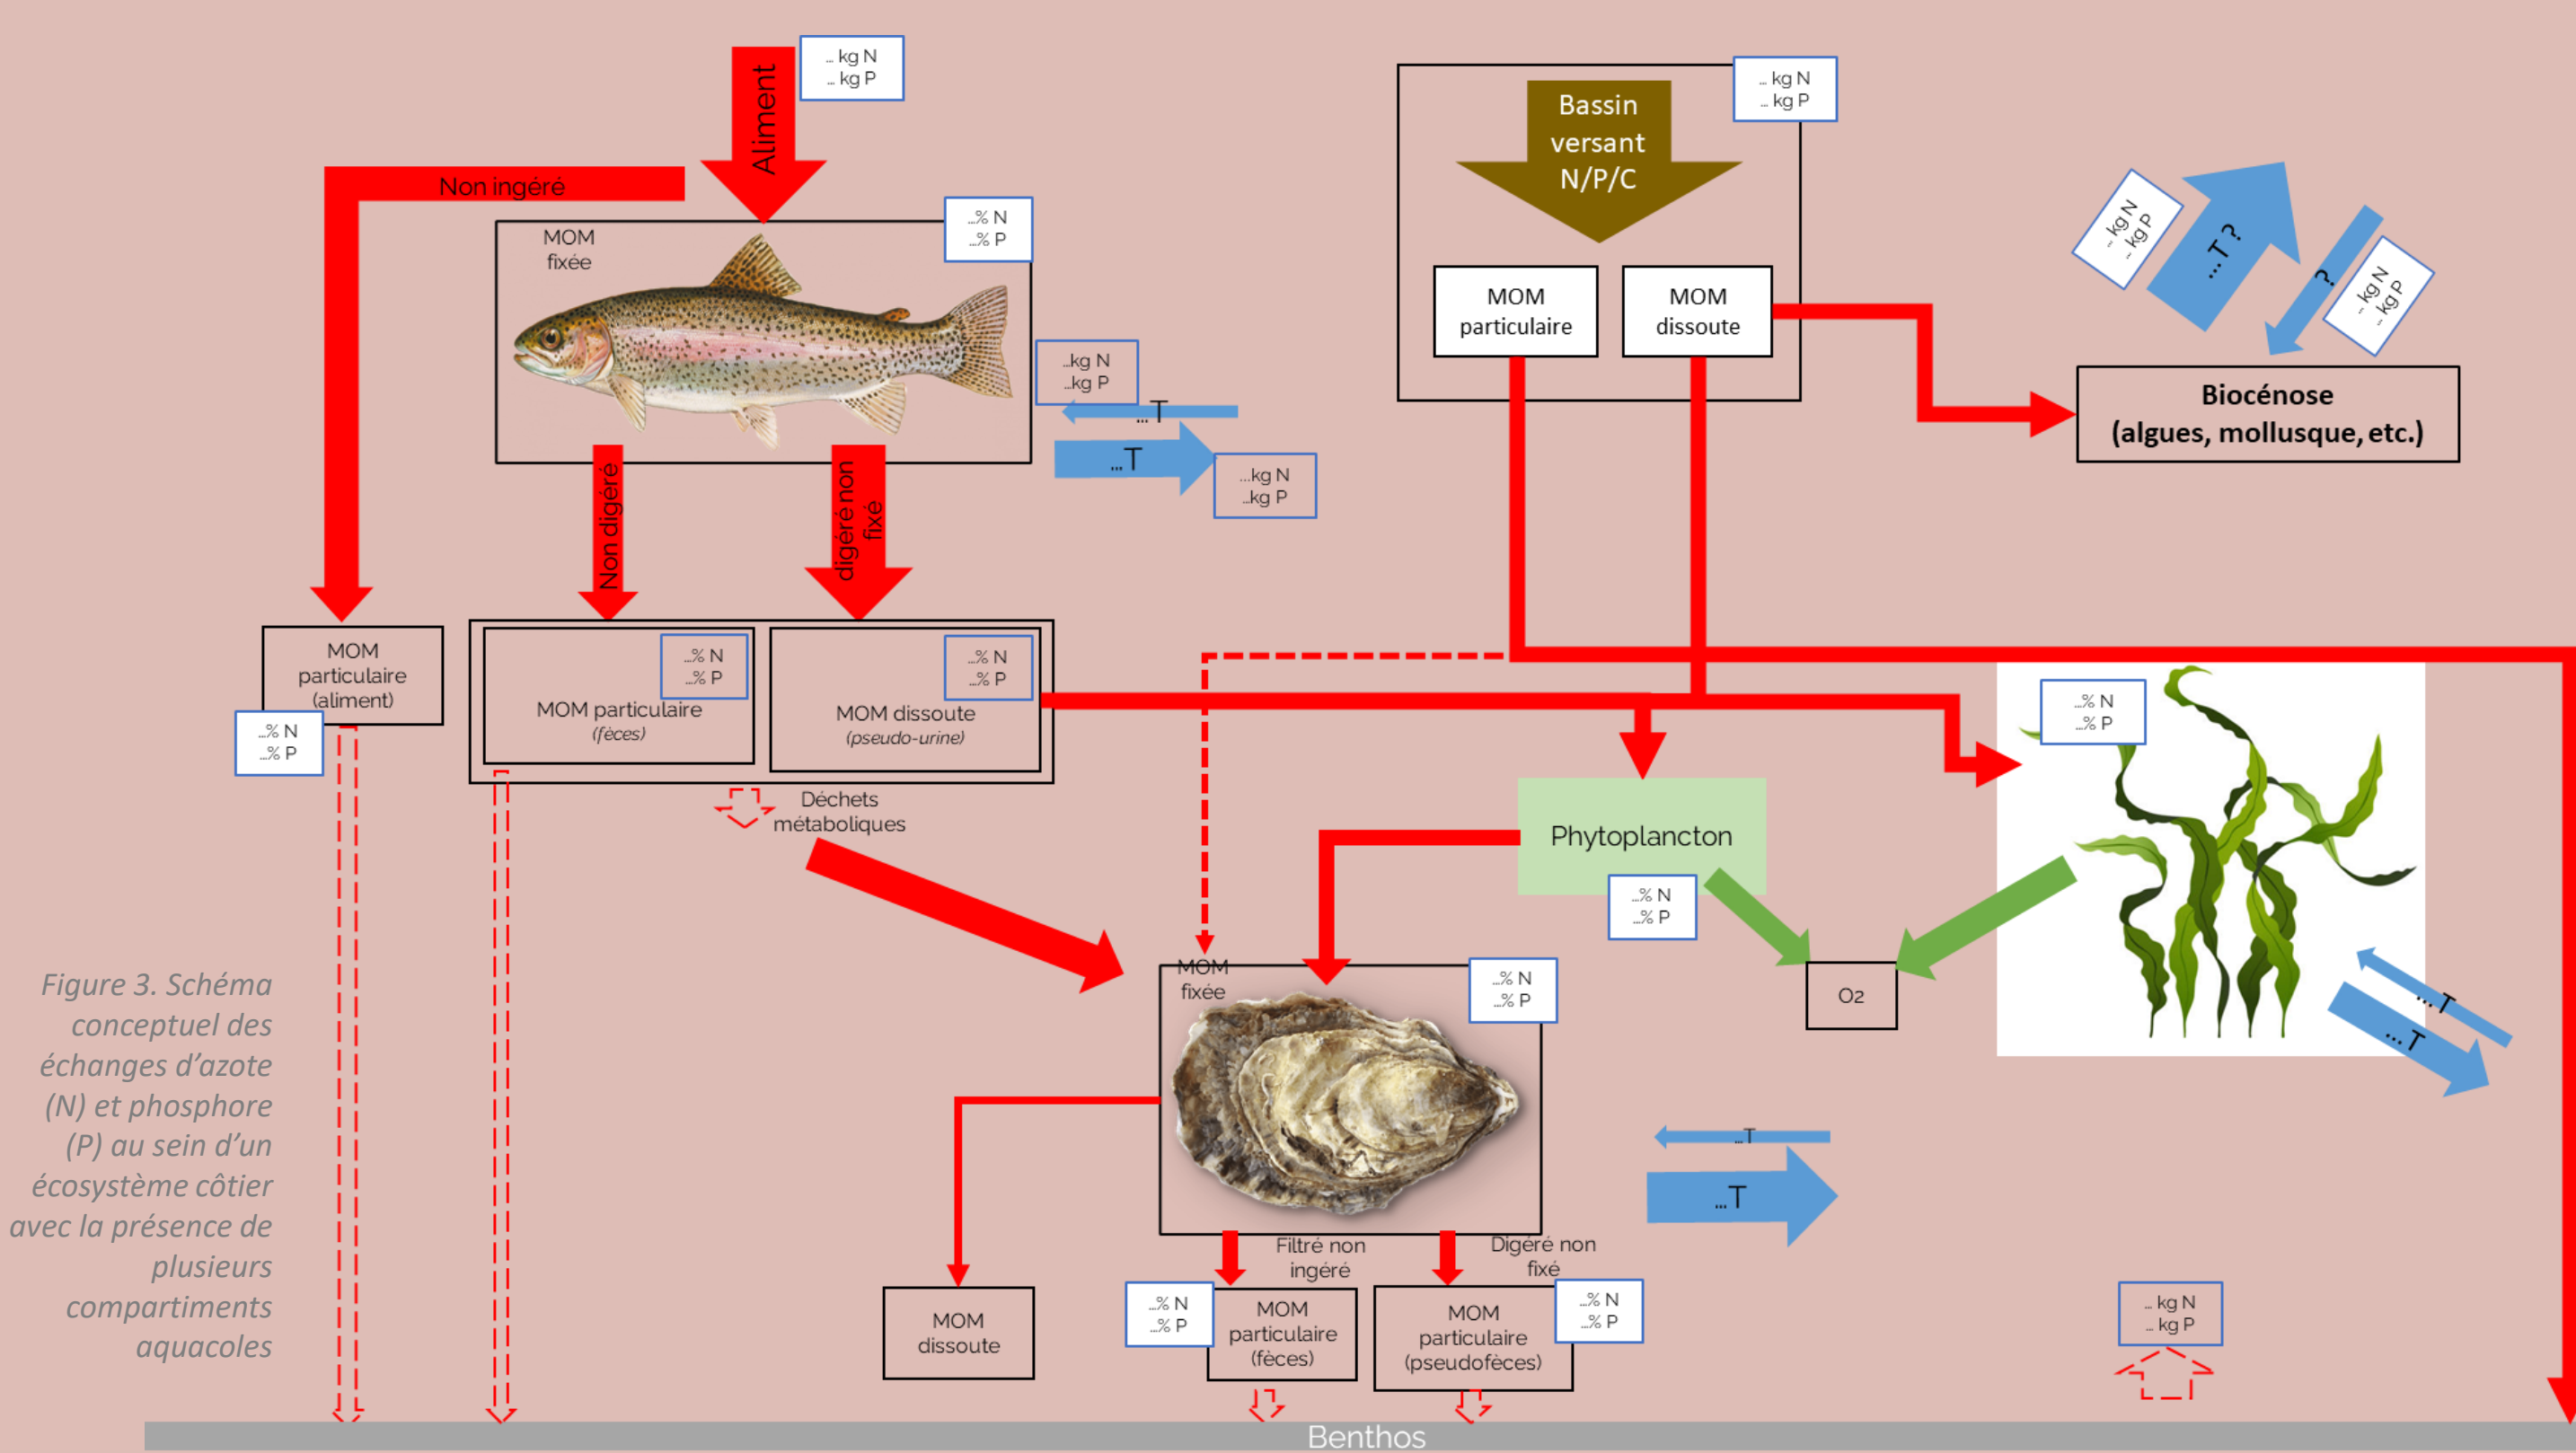 … kg N
… kg P
Aliment
Non ingéré
MOM
fixée
…% N
…% P
…kg N
…kg P
…T
…T
…kg N
…kg P
Non digéré
digéré non
fixé
MOM
particulaire
(aliment)
…% N
…% P
…% N
…% P
MOM particulaire
(fèces)
…% N
…% P
MOM dissoute
(pseudo-urine)
Déchets
métaboliques
Bassin
versant
N/P/C
… kg N
… kg P
MOM
particulaire
MOM
dissoute
… kg N
… kg P
…T ?
?
… kg N
… kg P
Biocénose
(algues, mollusque, etc.)
Phytoplancton
…% N
…% P
…% N
…% P
O2
… T
… T
MOM
fixée
…% N
…% P
…T
…T
Filtré non
ingéré
Digéré non
fixé
MOM
dissoute
…% N
…% P
MOM
particulaire
(fèces)
MOM
particulaire
(pseudofèces)
…% N
…% P
… kg N
… kg P
Benthos
Figure 3. Schéma
conceptuel des
échanges d’azote
(N) et phosphore
(P) au sein d’un
écosystème côtier
avec la présence de
plusieurs
compartiments
aquacoles